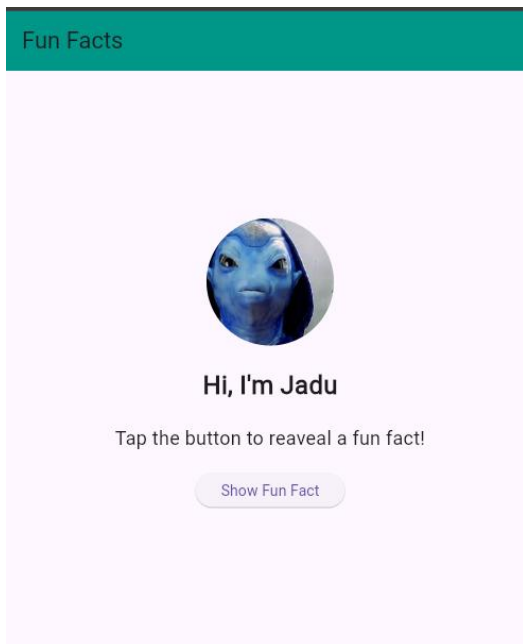 Fun Facts
Hi, I'm Jadu
Tap the button to reaveal a fun fact!
Show Fun Fact